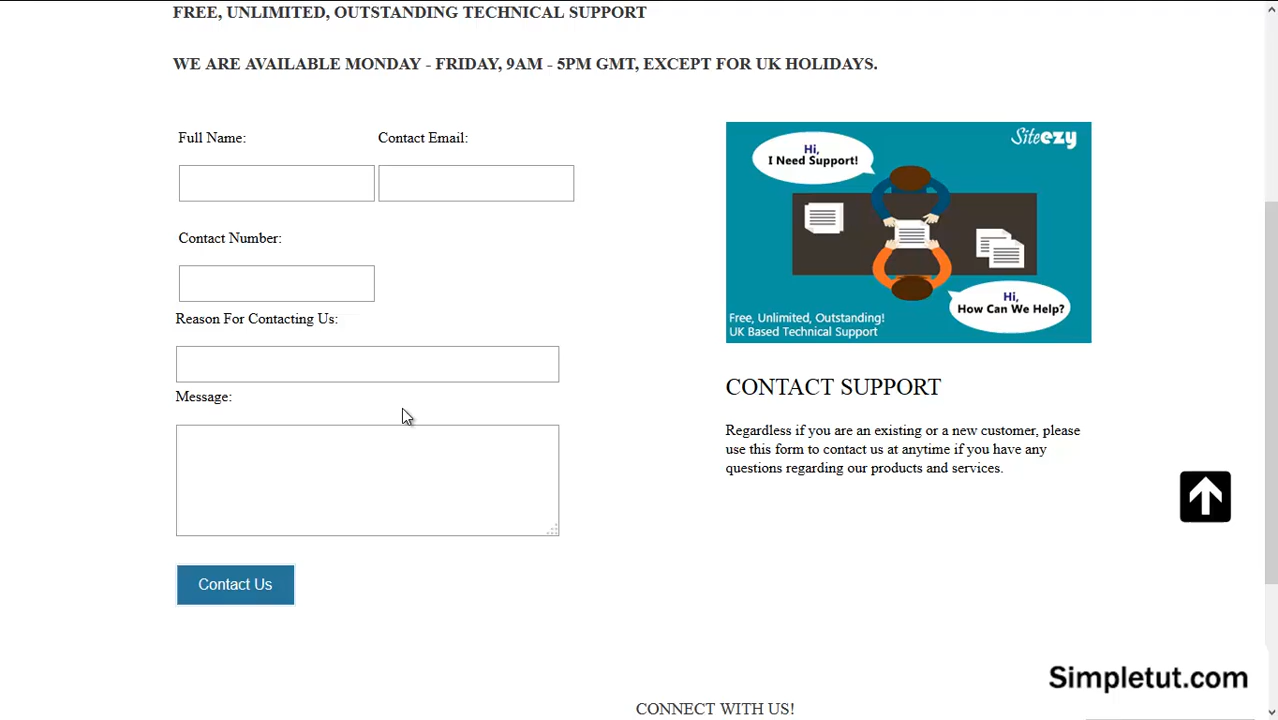 FREE, UNLIMITED, OUTSTANDING TECHNICAL SUPPORT
WE ARE AVAILABLE MONDAY - FRIDAY, 9AM - 5PM GMT, EXCEPT FOR UK HOLIDAYS.
Full Name: Contact Email:
Contact Number:
Reason For Contacting Us:
Message:
Contact Us
Siteezy
Hi,
I Need Support!
Hi,
How Can We Help?
Free, Unlimited, Outstanding!
UK Based Technical Support
CONTACT SUPPORT
Regardless if you are an existing or a new customer, please
use this form to contact us at anytime if you have any
questions regarding our products and services.
Simpletut.com
CONNECT WITH US!